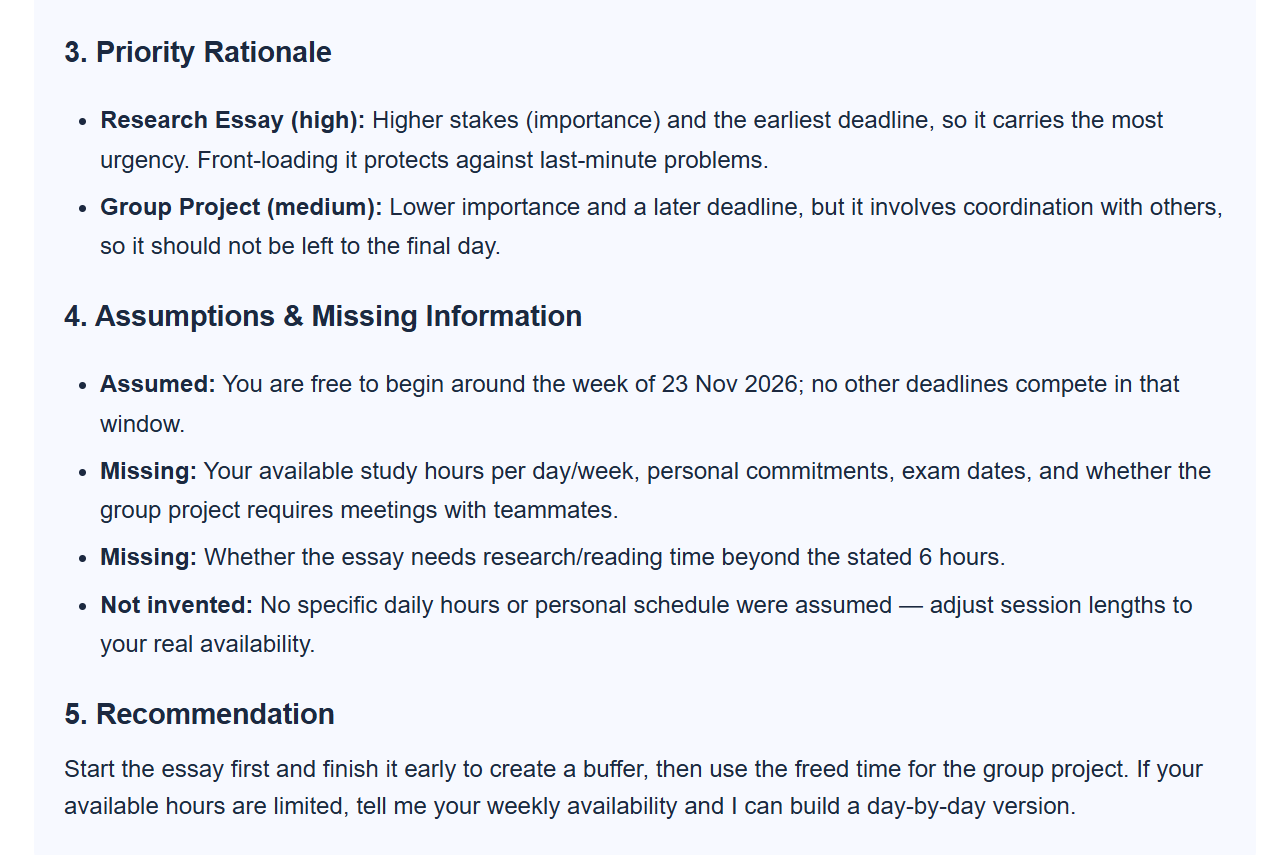 3. Priority Rationale
• Research Essay (high): Higher stakes (importance) and the earliest deadline, so it carries the most
urgency. Front-loading it protects against last-minute problems.
• Group Project (medium): Lower importance and a later deadline, but it involves coordination with others,
so it should not be left to the final day.
4. Assumptions & Missing Information
• Assumed: You are free to begin around the week of 23 Nov 2026; no other deadlines compete in that
window.
• Missing: Your available study hours per day/week, personal commitments, exam dates, and whether the
group project requires meetings with teammates.
• Missing: Whether the essay needs research/reading time beyond the stated 6 hours.
• Not invented: No specific daily hours or personal schedule were assumed — adjust session lengths to
your real availability.
5. Recommendation
Start the essay first and finish it early to create a buffer, then use the freed time for the group project. If your
available hours are limited, tell me your weekly availability and I can build a day-by-day version.